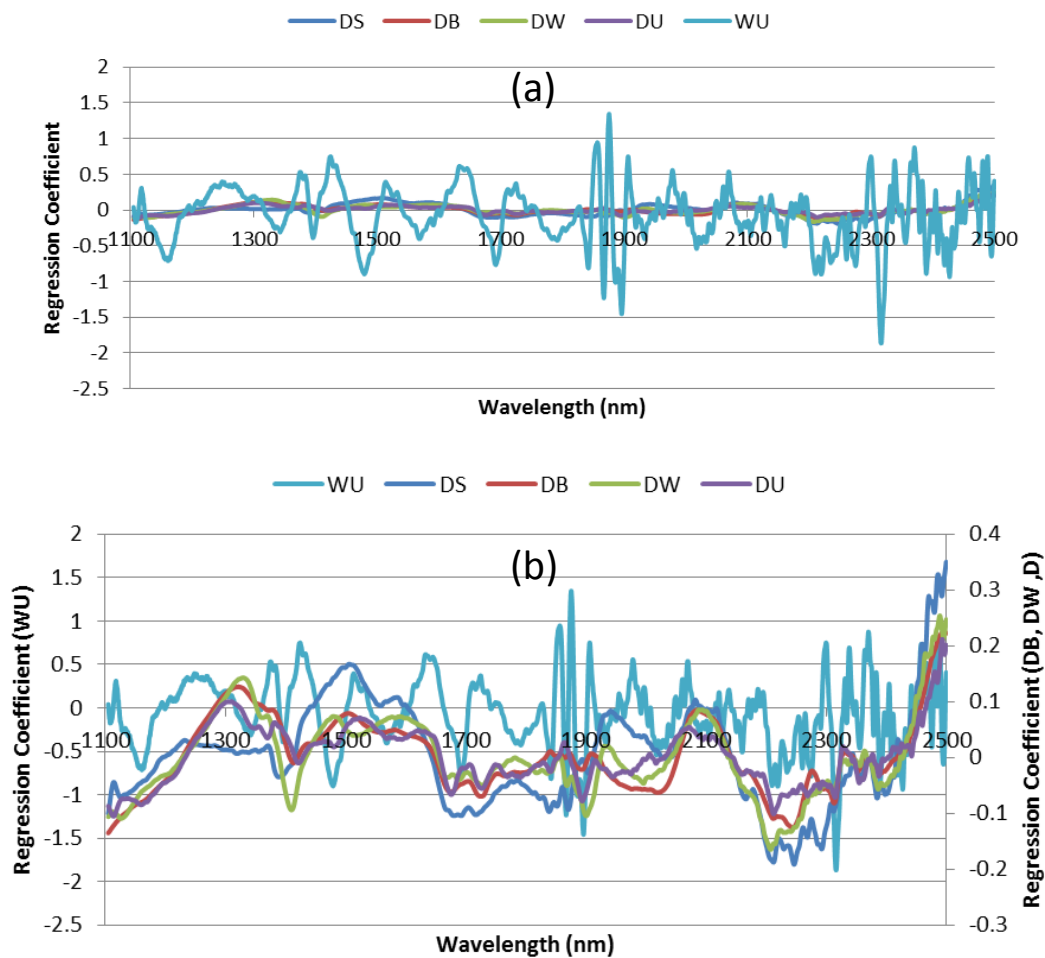 DS DB DW DU WU
(a)
2
1.5
1
0.5
0
-0.5
-1
-1.5
-2
-2.5
1100 1300 1500 1700 1900 2100 2300 2500
Regression Coefficient
Wavelength (nm)
WU DS DB DW DU
(b)
2
1.5
1
0.5
0
-0.5
-1
-1.5
-2
-2.5
1100 1300 1500 1700 1900 2100 2300 2500
0.4
0.3
0.2
0.1
0
-0.1
-0.2
-0.3
Regression Coefficient (WU)
Regression Coefficient (DB, DW ,D)
Wavelength (nm)